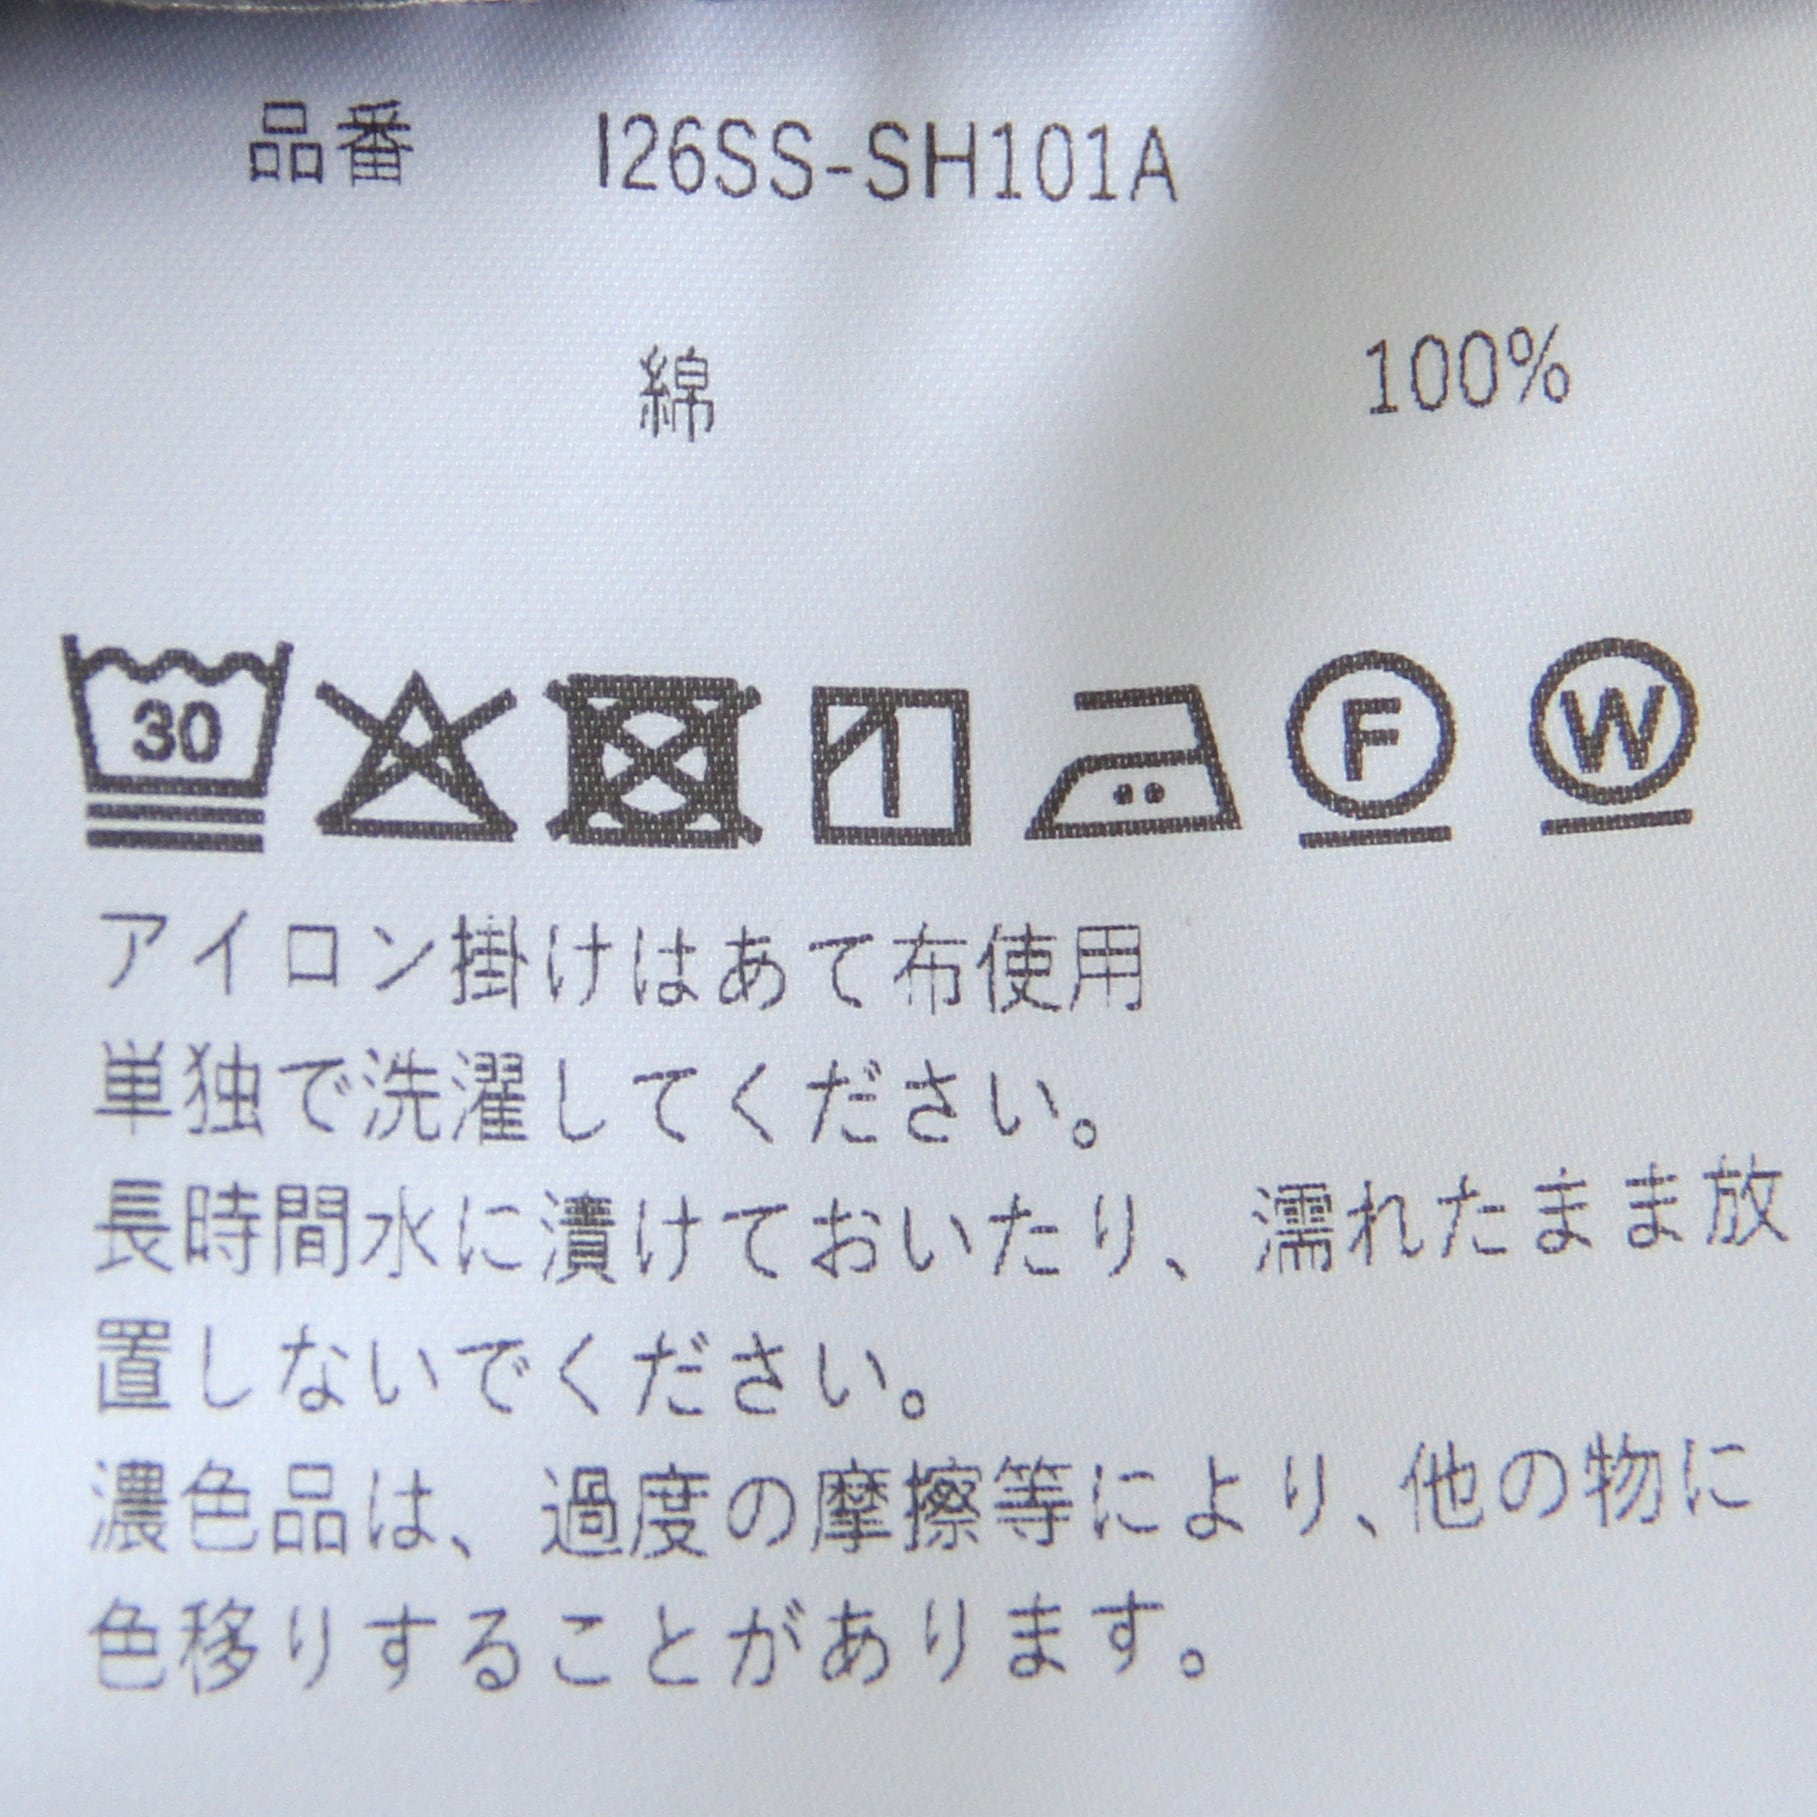 品番 I26SS-SH101A
綿 100%
30 F W
アイロン掛けはあて布使用
単独で洗濯してください。
長時間水に漬けておいたり、濡れたまま放
置しないでください。
濃色品は、過度の摩擦等により、他の物に
色移りすることがあります。